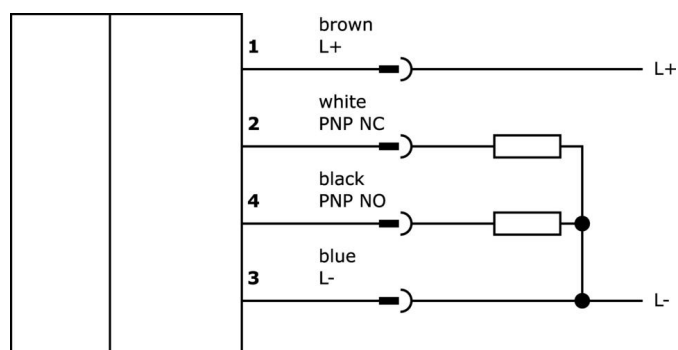 brown
1 L+
L+
white
2 PNP NC
black
4 PNP NO
blue
3 L-
L-